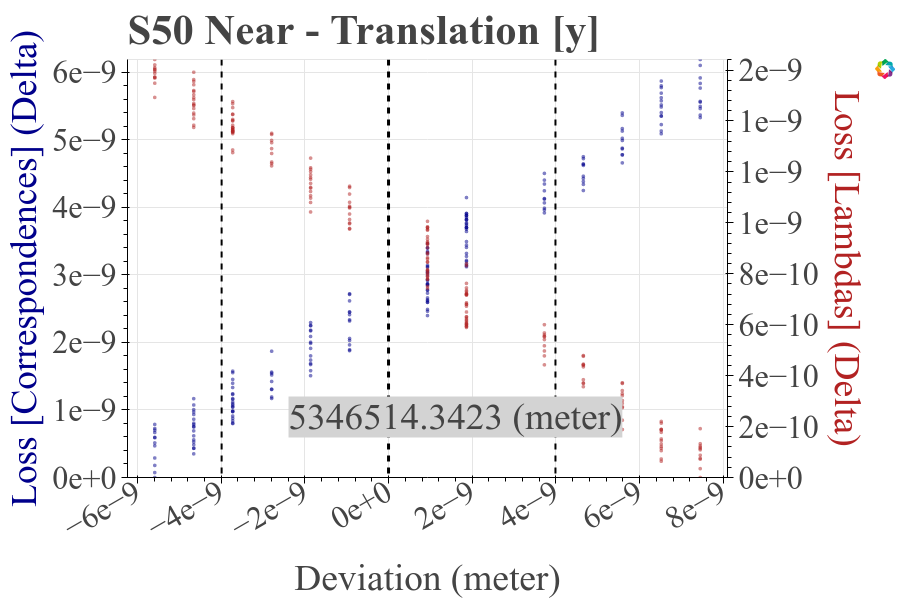 S50 Near - Translation [y]
Loss [Correspondences] (Delta)
6e−9
5e−9
4e−9
3e−9
2e−9
1e−9
0e+0
2e−9
1e−9
1e−9
1e−9
8e−10
6e−10
4e−10
2e−10
0e+0
Loss [Lambdas] (Delta)
5346514.3423 (meter)
−6e−9
−4e−9
−2e−9
0e+0
2e−9
4e−9
6e−9
8e−9
Deviation (meter)